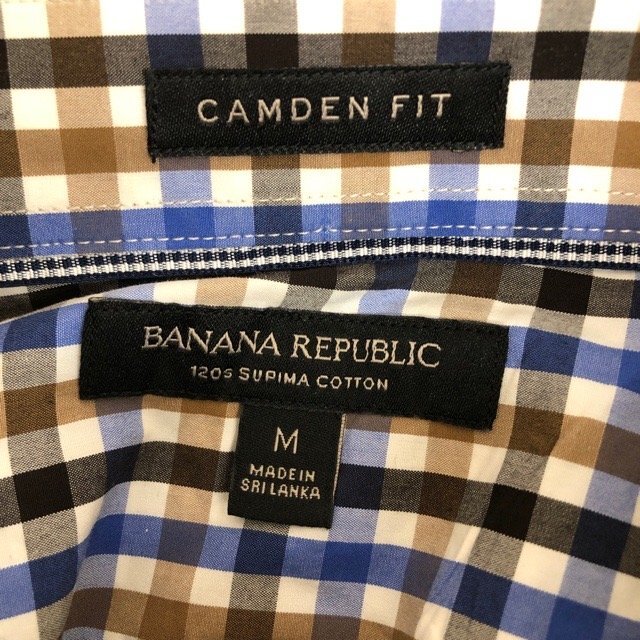 CAMDEN FIT
BANANA REPUBLIC
120s SUPIMA COTTON
M
MADE IN
SRI LANKA